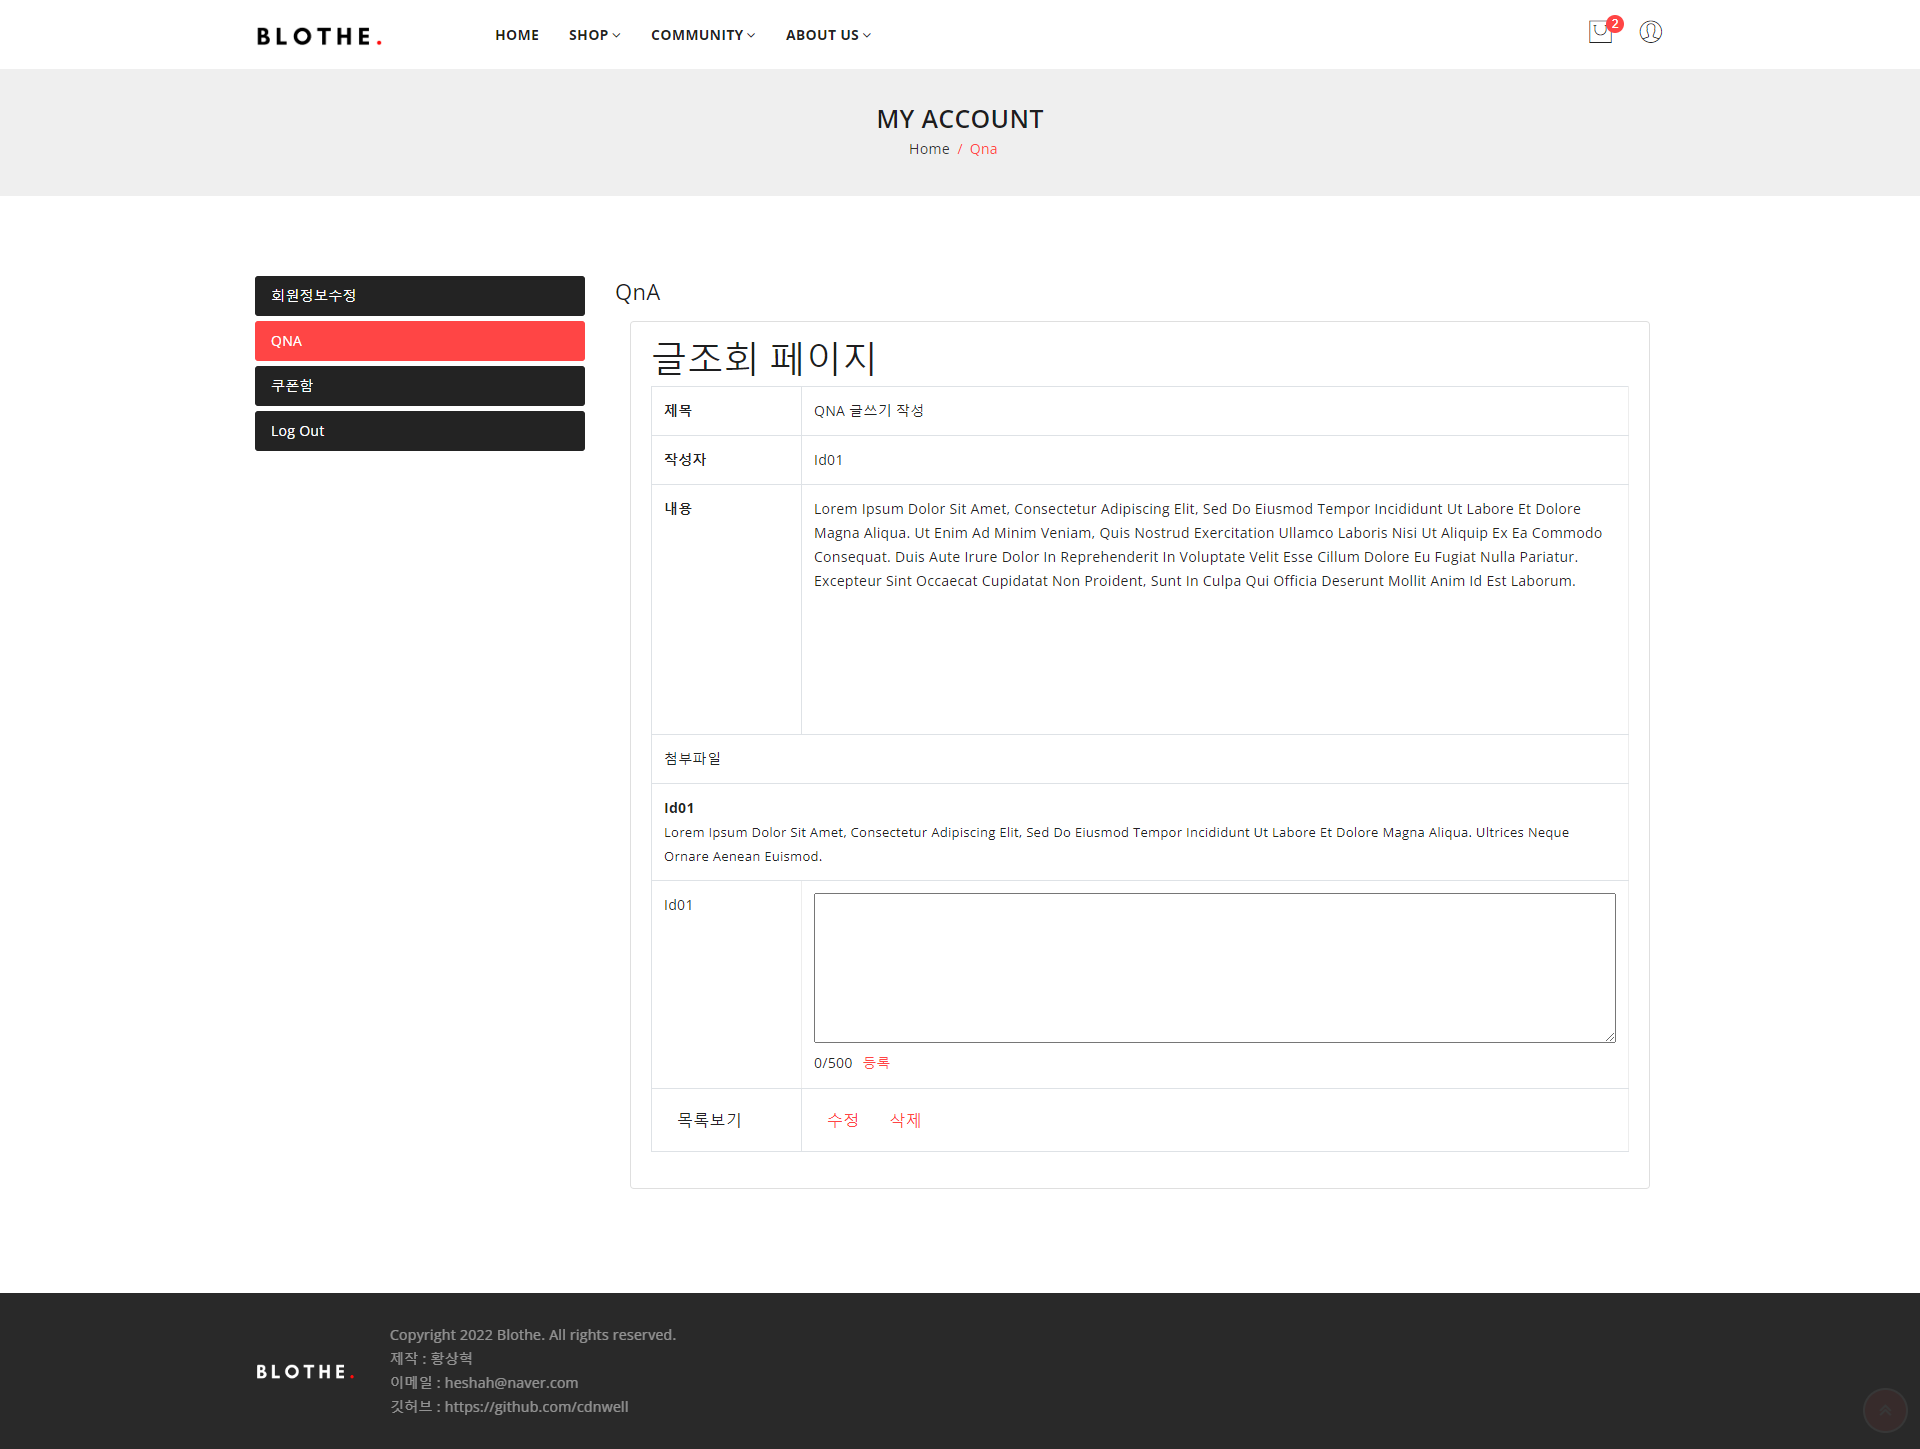 BLOTHE.
HOME SHOP COMMUNITY ABOUT US
2
MY ACCOUNT
Home / Qna
회원정보수정
QNA
쿠폰함
Log Out
QnA
글조회 페이지
제목 QNA 글쓰기 작성
작성자 Id01
내용 Lorem Ipsum Dolor Sit Amet, Consectetur Adipiscing Elit, Sed Do Eiusmod Tempor Incididunt Ut Labore Et Dolore
Magna Aliqua. Ut Enim Ad Minim Veniam, Quis Nostrud Exercitation Ullamco Laboris Nisi Ut Aliquip Ex Ea Commodo
Consequat. Duis Aute Irure Dolor In Reprehenderit In Voluptate Velit Esse Cillum Dolore Eu Fugiat Nulla Pariatur.
Excepteur Sint Occaecat Cupidatat Non Proident, Sunt In Culpa Qui Officia Deserunt Mollit Anim Id Est Laborum.
첨부파일
Id01
Lorem Ipsum Dolor Sit Amet, Consectetur Adipiscing Elit, Sed Do Eiusmod Tempor Incididunt Ut Labore Et Dolore Magna Aliqua. Ultrices Neque
Ornare Aenean Euismod.
Id01
0/500 등록
목록보기 수정 삭제
BLOTHE.
Copyright 2022 Blothe. All rights reserved.
제작 : 황상혁
이메일 : heshah@naver.com
깃허브 : https://github.com/cdnwell